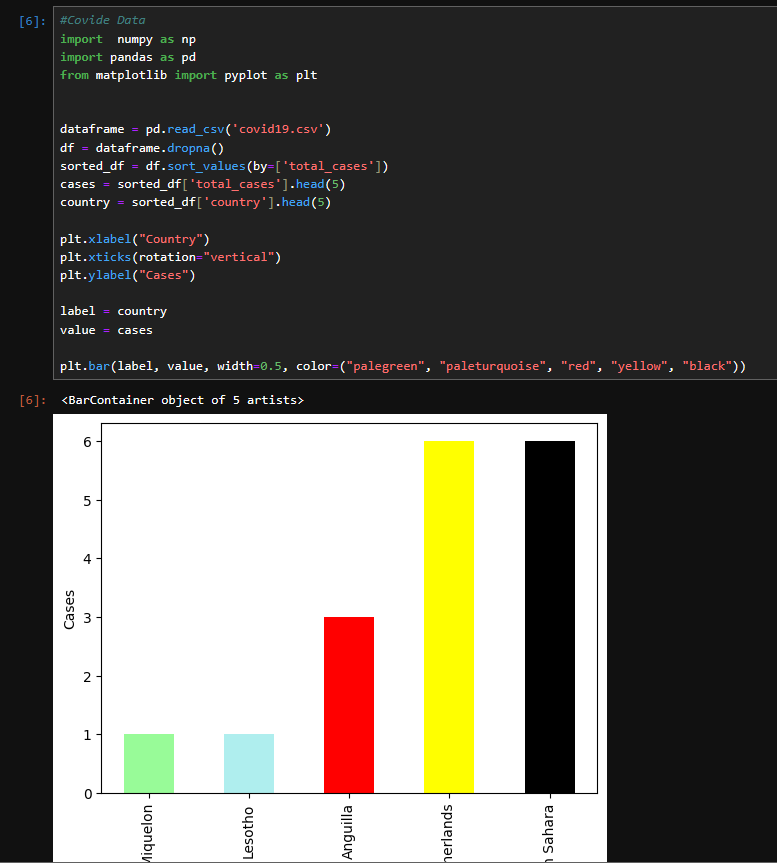 [6]:
#Covide Data
import  numpy as np
import pandas as pd
from matplotlib import pyplot as plt
dataframe = pd.read_csv('covid19.csv')
df = dataframe.dropna()
sorted_df = df.sort_values(by=['total_cases'])
cases = sorted_df['total_cases'].head(5)
country = sorted_df['country'].head(5)
plt.xlabel("Country")
plt.xticks(rotation="vertical")
plt.ylabel("Cases")
label = country
value = cases
plt.bar(label, value, width=0.5, color=("palegreen", "paleturquoise", "red", "yellow", "black"))
[6]:
<BarContainer object of 5 artists>
6
5
4
3
2
1
0
Cases
Miquelon
Lesotho
Anguilla
herlands
Sahara